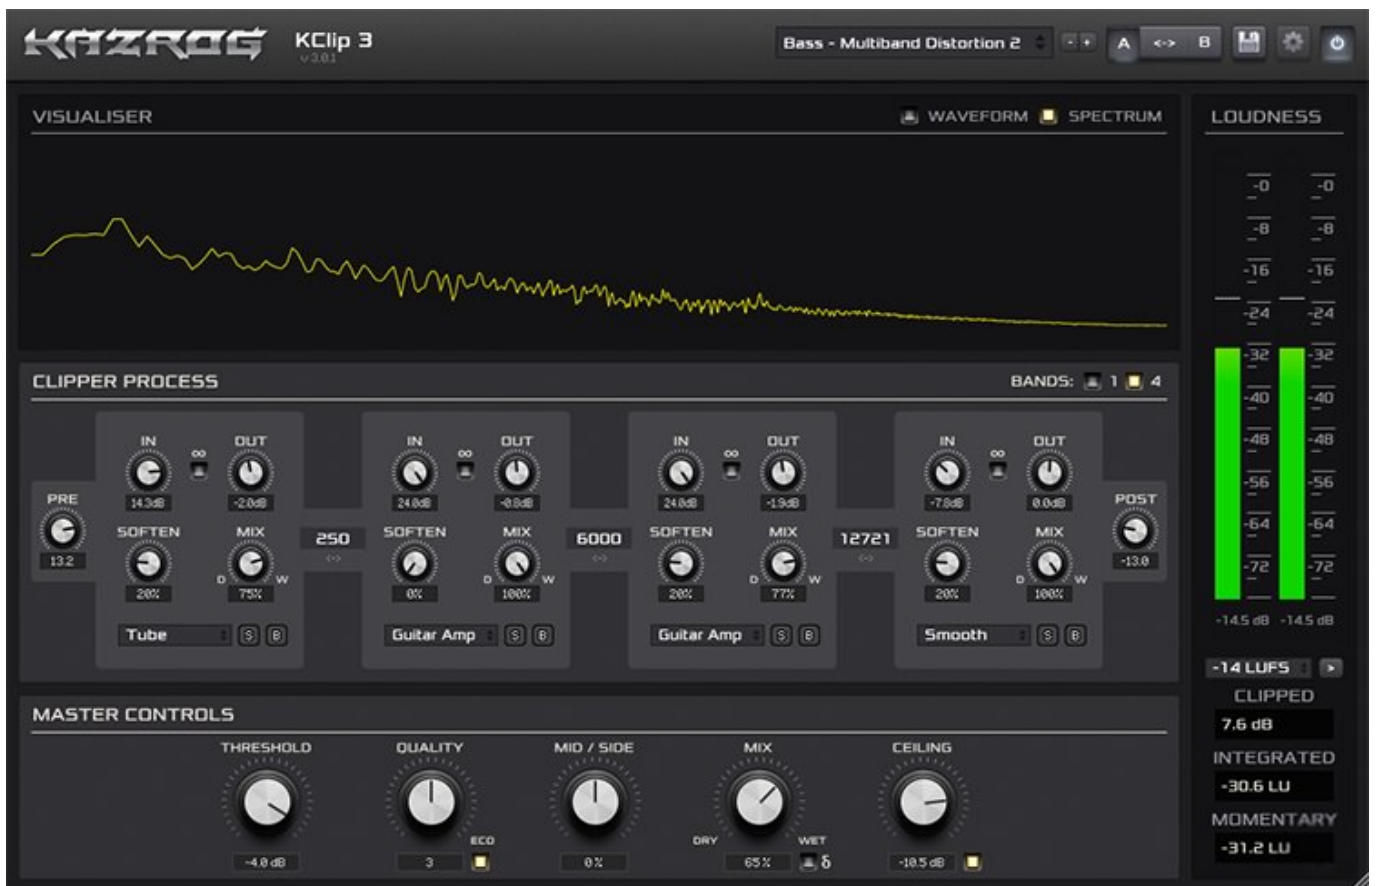 KAZROG KClip 3 Bass - Multiband Distortion 2 - + A <-> B
v 3.0.1
VISUALISER WAVEFORM SPECTRUM LOUDNESS
-0 -0
-8 -8
-16 -16
-24 -24
-32 -32
-40 -40
-48 -48
-56 -56
-64 -64
-72 -72
-14.5 dB -14.5 dB
CLIPPER PROCESS BANDS: 1 4
IN ∞ OUT IN ∞ OUT IN ∞ OUT IN ∞ OUT
14.3dB -2.0dB 24.0dB -0.8dB 24.0dB -1.9dB -7.8dB 0.0dB
PRE POST
13.2 -13.0
SOFTEN MIX SOFTEN MIX SOFTEN MIX SOFTEN MIX
250 6000 12721
<-> <-> <->
D W D W D W D W
20% 75% 0% 100% 20% 77% 20% 100%
Tube S B Guitar Amp S B Guitar Amp S B Smooth S B
-14 LUFS >
CLIPPED
7.6 dB
INTEGRATED
-30.6 LU
MOMENTARY
-31.2 LU
MASTER CONTROLS
THRESHOLD QUALITY MID / SIDE MIX CEILING
ECO DRY WET
-4.0 dB 3 0% 65% δ -10.5 dB